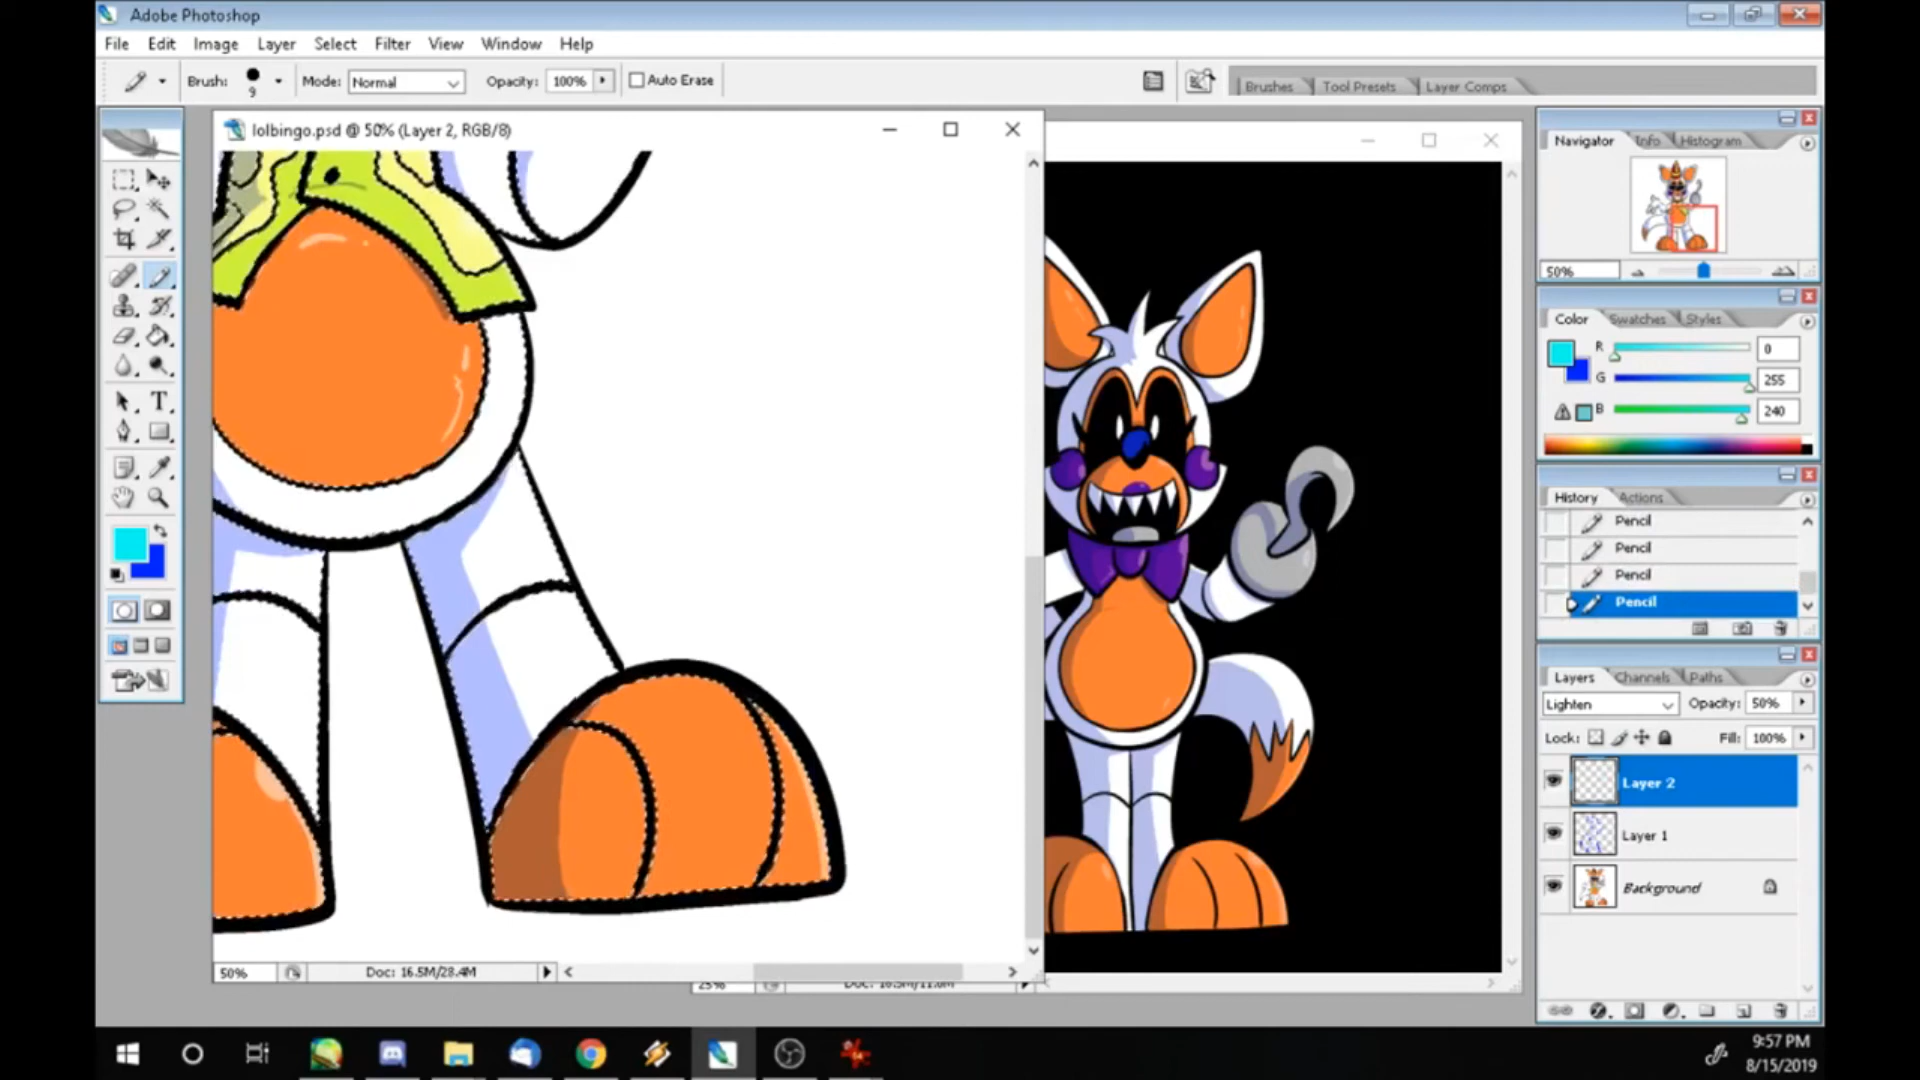 Adobe Photoshop
File Edit Image Layer Select Filter View Window Help
Brush: 9 Mode: Normal Opacity: 100% Auto Erase
Brushes Tool Presets Layer Comps
lolbingo.psd @ 50% (Layer 2, RGB/8)
Navigator Info Histogram
50%
Color Swatches Styles
R 0
G 255
B 240
History Actions
Pencil
Pencil
Pencil
Pencil
Layers Channels Paths
Lighten Opacity: 50%
Lock: Fill: 100%
Layer 2
Layer 1
Background
50% Doc: 16.5M/28.4M
25%
9:57 PM
8/15/2019